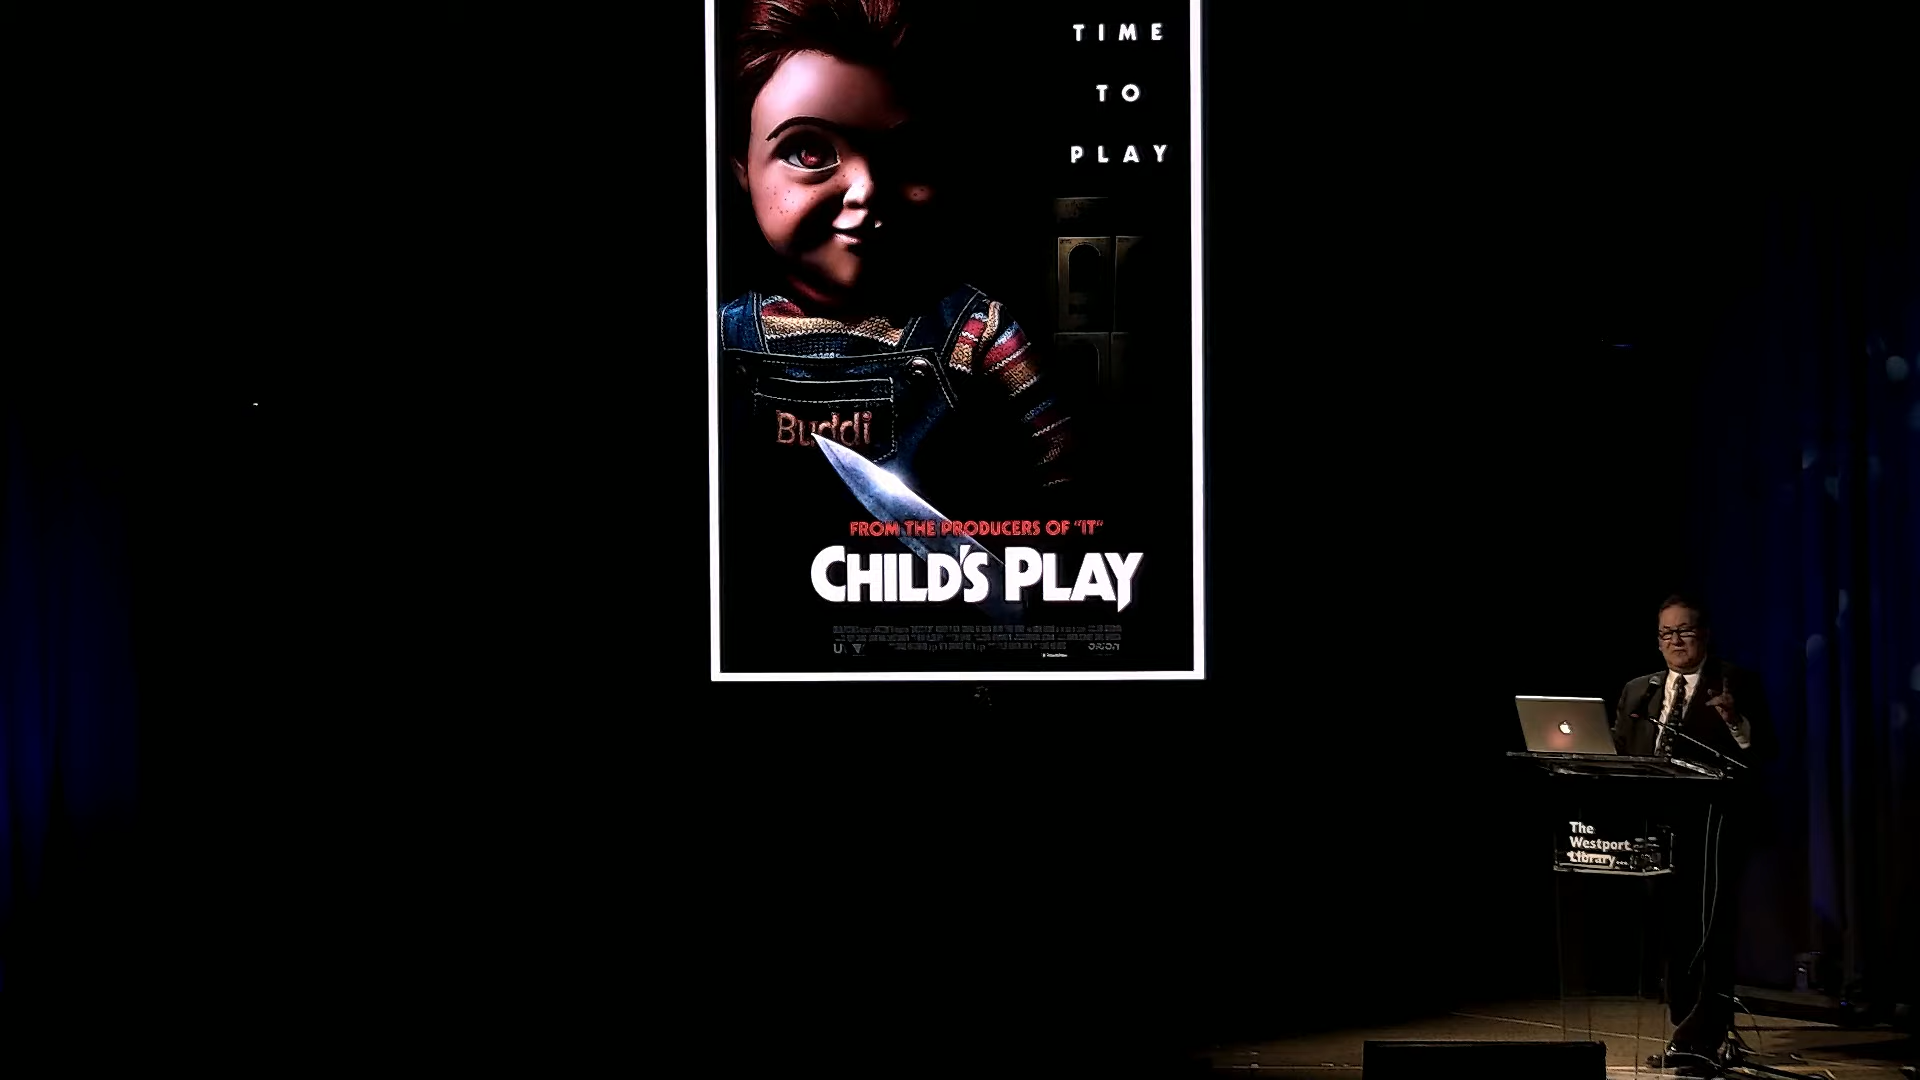 TIME
TO
PLAY
Buddi
FROM THE PRODUCERS OF "IT"
CHILD'S PLAY
The
Westport
Library